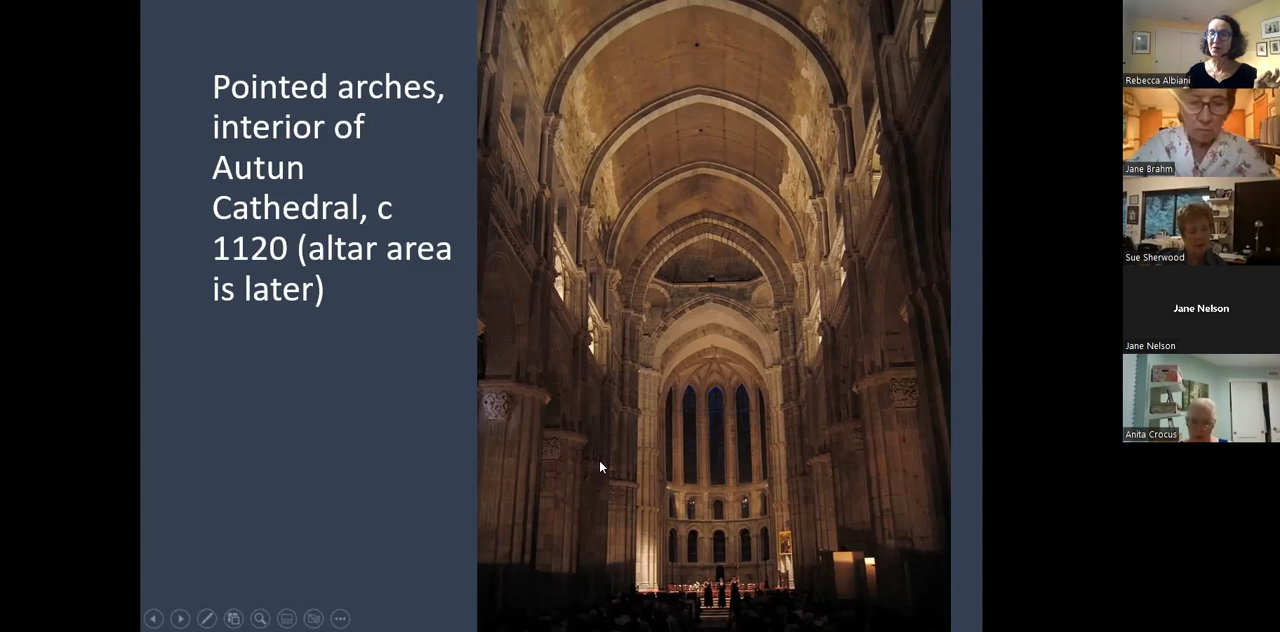 Pointed arches,
interior of
Autun
Cathedral, c
1120 (altar area
is later)
Rebecca Albiani
Jane Brahm
Sue Sherwood
Jane Nelson
Jane Nelson
Anita Crocus